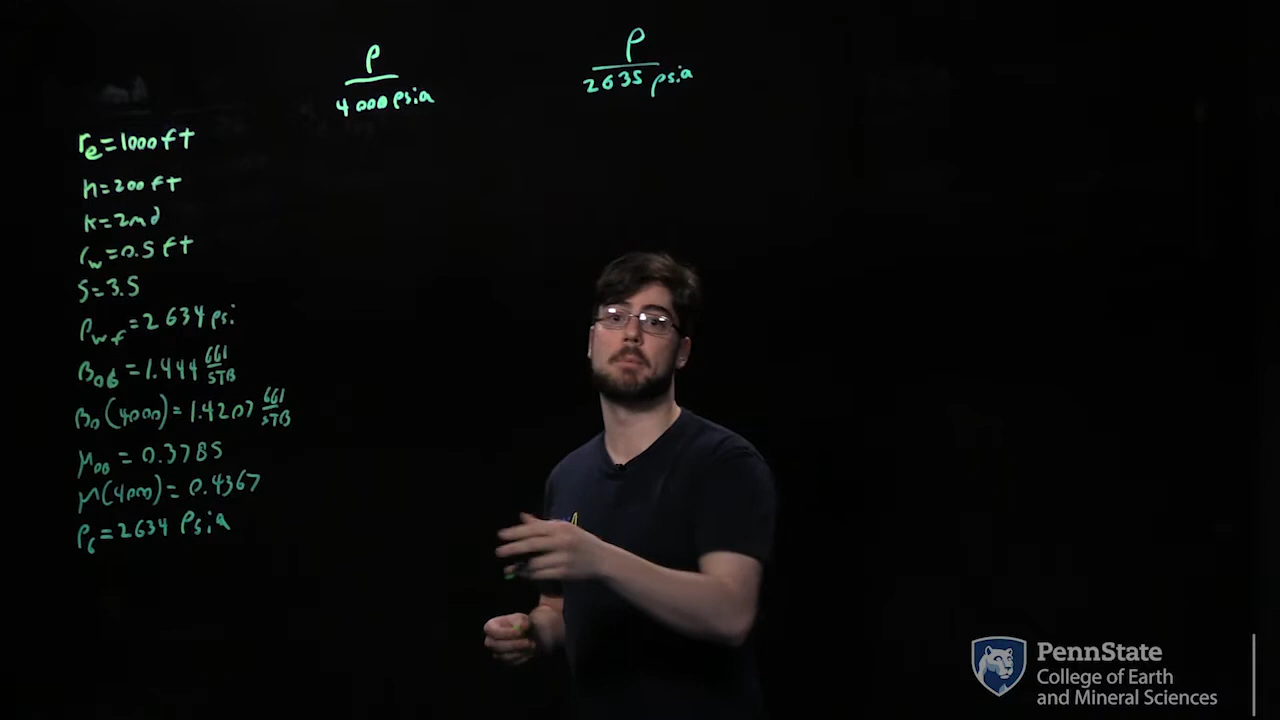 P
4000 psia
P
2635 psia
re = 1000 ft
h = 200 ft
k = 2md
rw = 0.5 ft
S = 3.5
Pwf = 2634 psi
Bob = 1.444 bbl/STB
Bo(4000) = 1.4207 bbl/STB
μob = 0.3785
μ(4000) = 0.4367
Pb = 2634 Psia
PennState
College of Earth
and Mineral Sciences